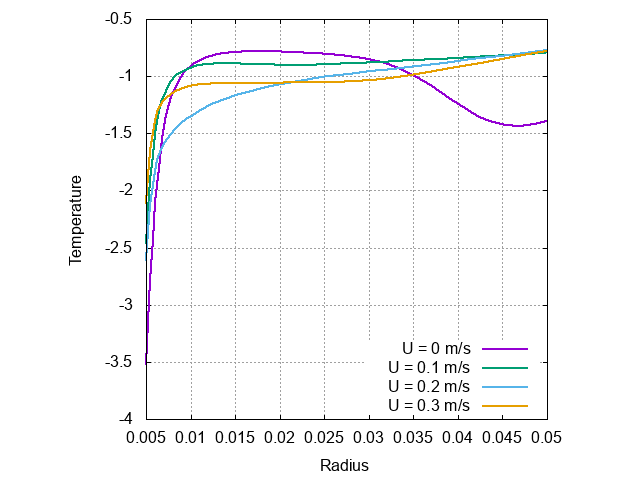 -0.5
-1
-1.5
-2
-2.5
-3
-3.5
-4
Temperature
U = 0 m/s
U = 0.1 m/s
U = 0.2 m/s
U = 0.3 m/s
0.005 0.01 0.015 0.02 0.025 0.03 0.035 0.04 0.045 0.05
Radius